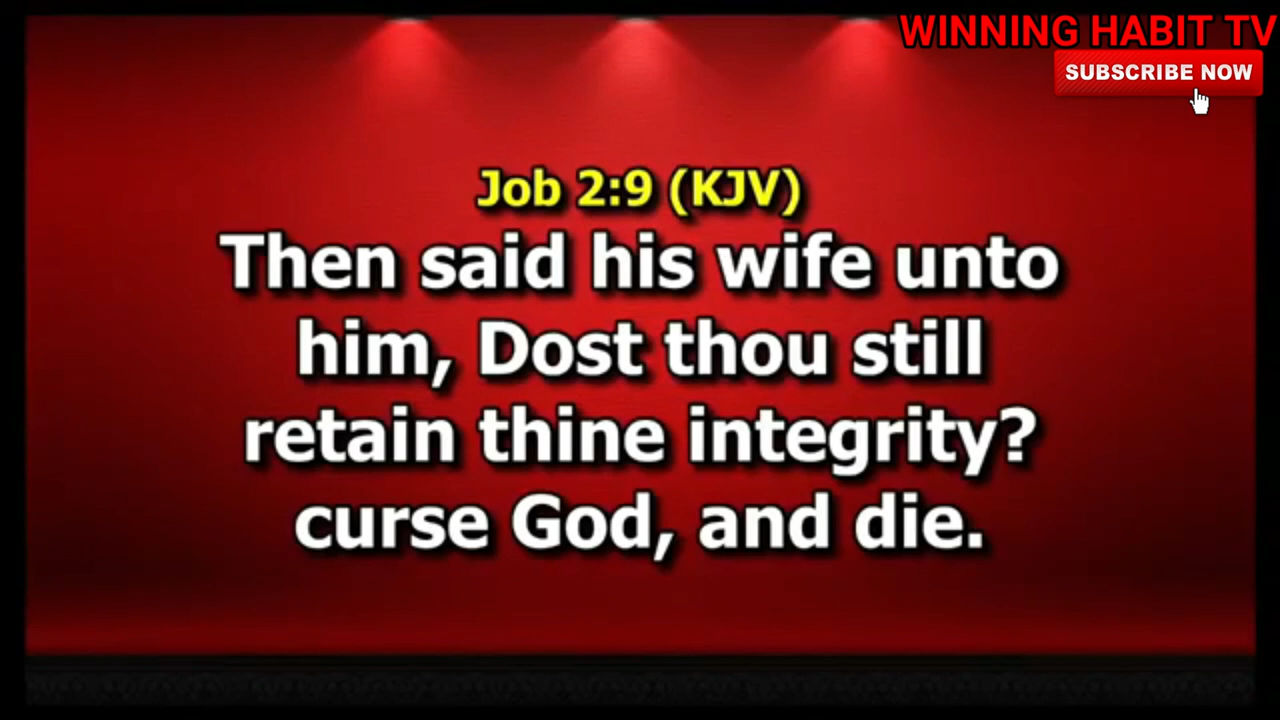 WINNING HABIT TV
SUBSCRIBE NOW
Job 2:9 (KJV)
Then said his wife unto
him, Dost thou still
retain thine integrity?
curse God, and die.